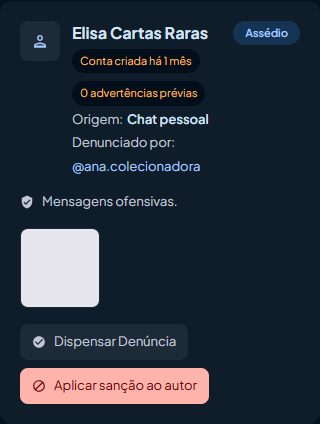 Elisa Cartas Raras
Assédio
Conta criada há 1 mês
0 advertências prévias
Origem: Chat pessoal
Denunciado por:
@ana.colecionadora
Mensagens ofensivas.
Dispensar Denúncia
Aplicar sanção ao autor